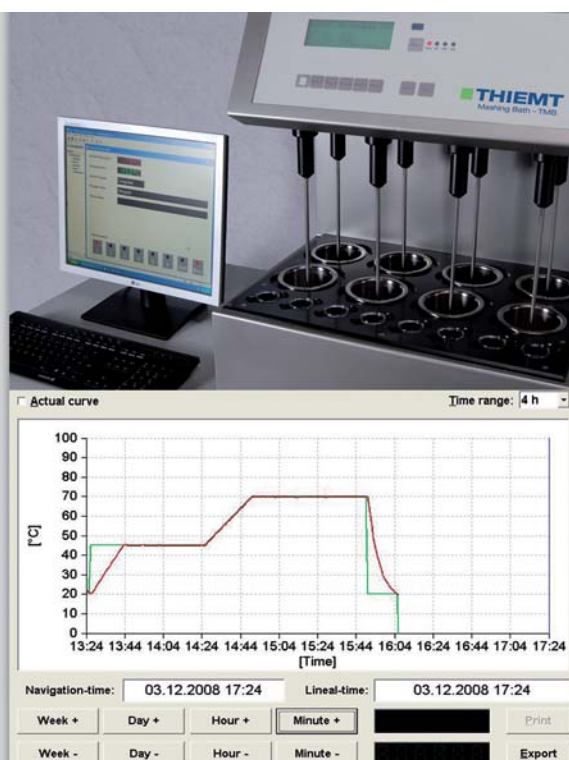 THIEMT
Mashing Bath - TMB
Actual curve
Time range: 4 h
100
90
80
70
60
50
40
30
20
10
0
[°C]
13:24 13:44 14:04 14:24 14:44 15:04 15:24 15:44 16:04 16:24 16:44 17:04 17:24
[Time]
Navigation-time: 03.12.2008 17:24 Lineal-time: 03.12.2008 17:24
Week + Day + Hour + Minute + Print
Week - Day - Hour - Minute - Export